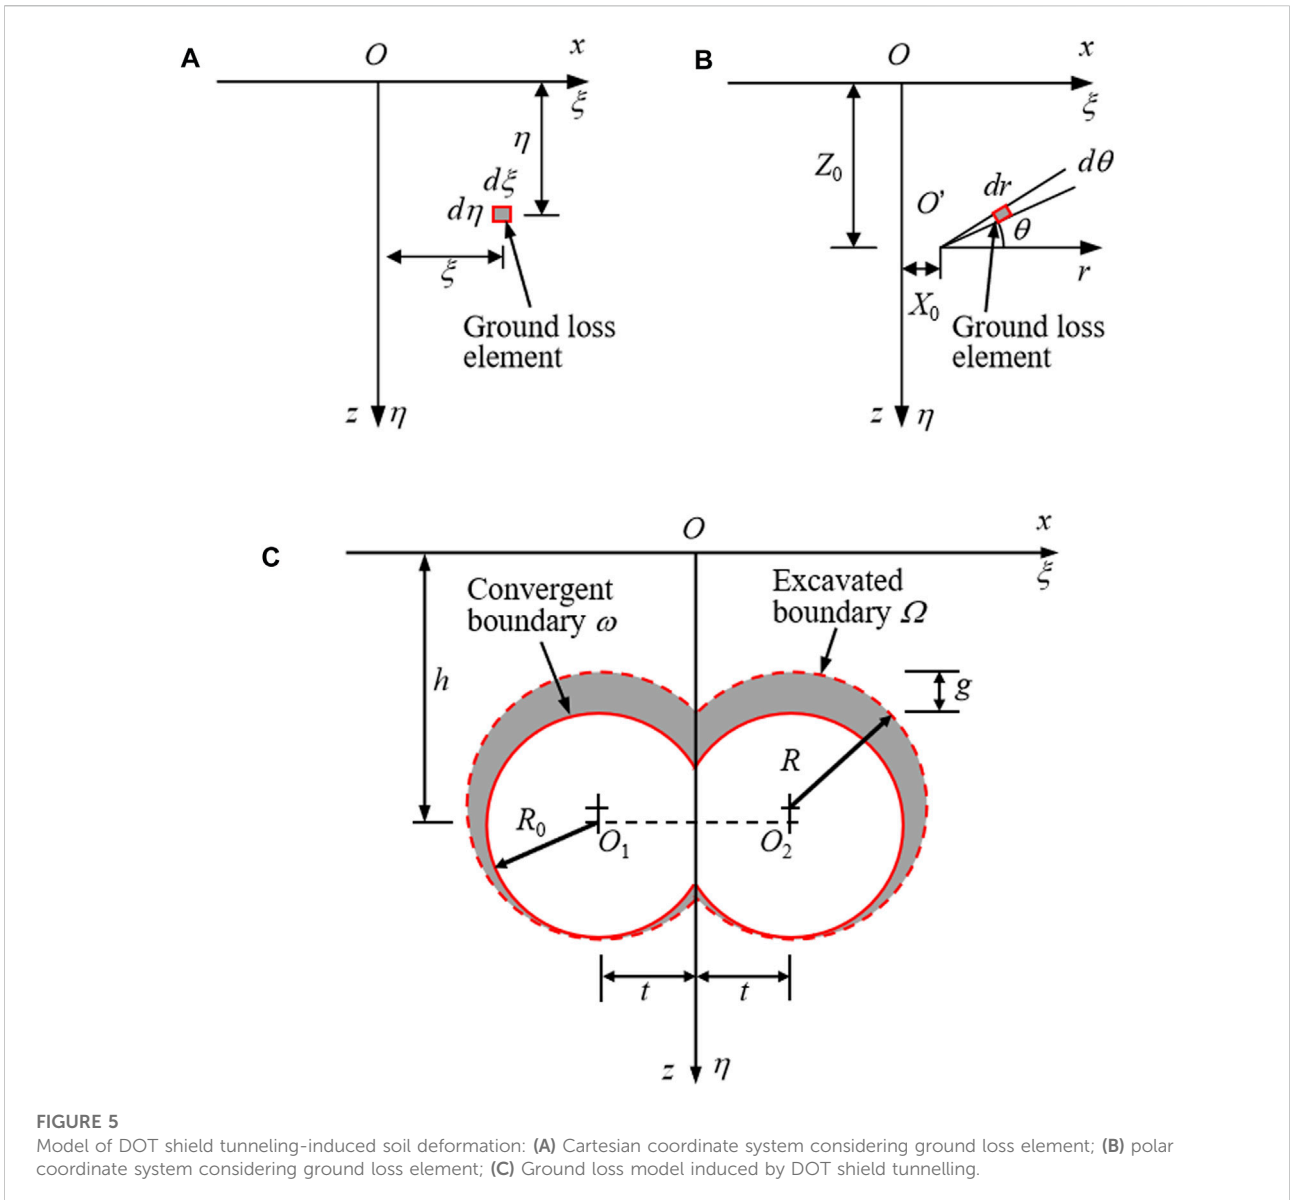 A
O
x
ξ
η
dξ
dη
ξ
Ground loss
element
z
η
B
O
x
ξ
Z₀
dθ
dr
O’
θ
r
X₀
Ground loss
element
z
η
C
O
x
ξ
Convergent
boundary ω
Excavated
boundary Ω
h
g
R
R₀
O₁
O₂
t
t
z
η
FIGURE 5
Model of DOT shield tunneling-induced soil deformation: (A) Cartesian coordinate system considering ground loss element; (B) polar
coordinate system considering ground loss element; (C) Ground loss model induced by DOT shield tunnelling.